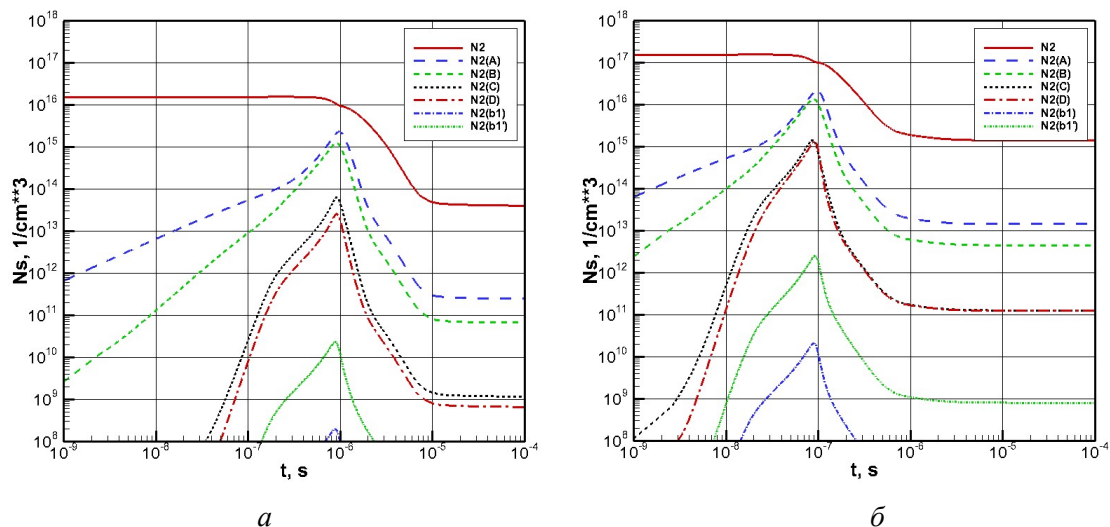 Ns, 1/cm**3
10^18
10^17
10^16
10^15
10^14
10^13
10^12
10^11
10^10
10^9
10^8
N2
N2(A)
N2(B)
N2(C)
N2(D)
N2(b1)
N2(b1')
10^-9
10^-8
10^-7
10^-6
10^-5
10^-4
t, s
а
Ns, 1/cm**3
10^18
10^17
10^16
10^15
10^14
10^13
10^12
10^11
10^10
10^9
10^8
N2
N2(A)
N2(B)
N2(C)
N2(D)
N2(b1)
N2(b1')
10^-9
10^-8
10^-7
10^-6
10^-5
10^-4
t, s
б